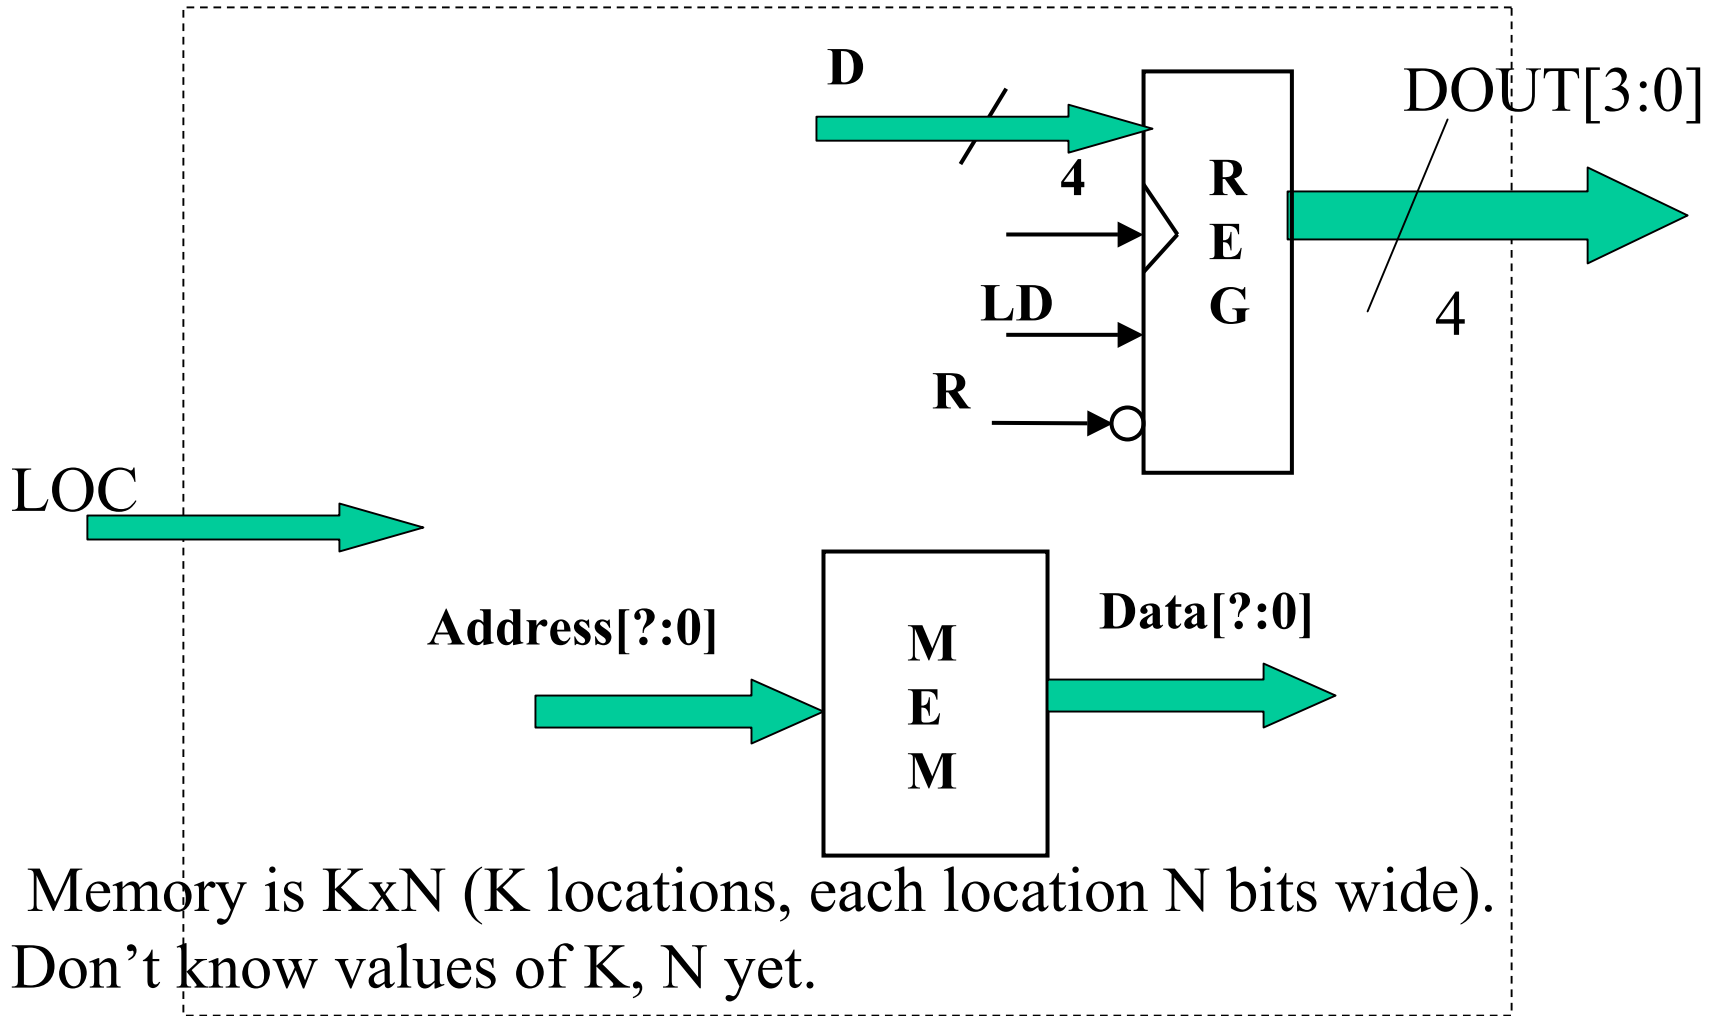 D
DOUT[3:0]
4
R
E
G
LD
4
R
LOC
Address[?:0]
Data[?:0]
M
E
M
Memory is KxN (K locations, each location N bits wide).
Don’t know values of K, N yet.